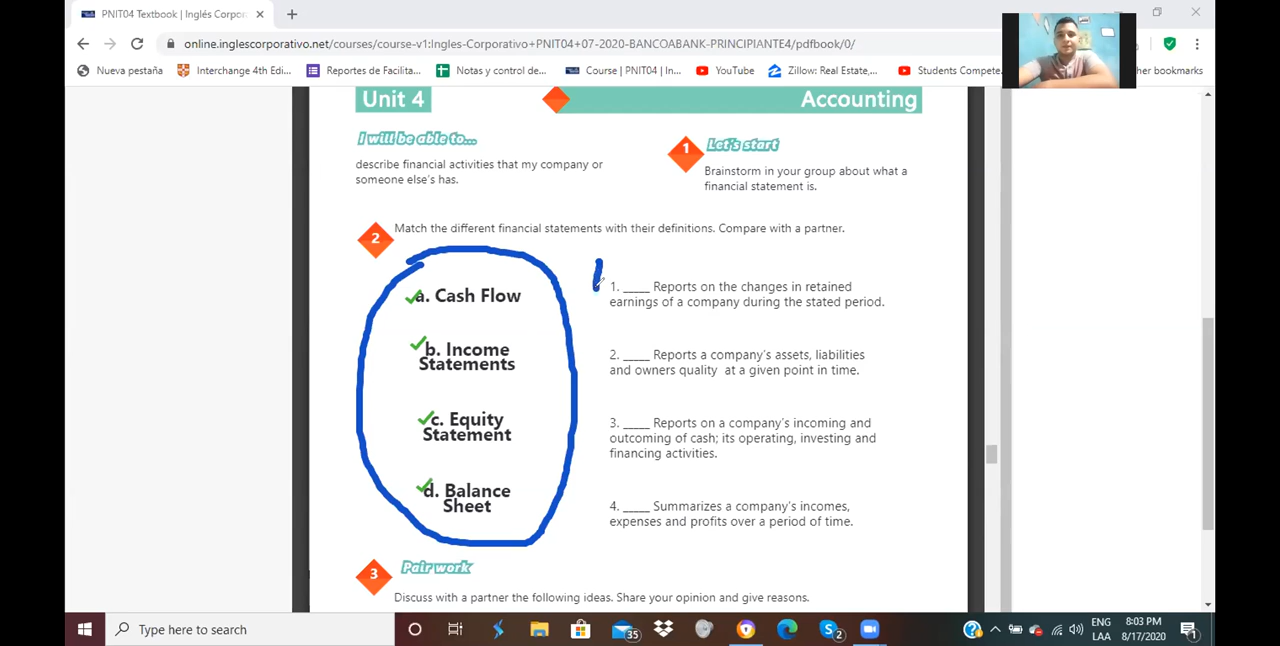 PNIT04 Textbook | Inglés Corpora
online.inglescorporativo.net/courses/course-v1:Ingles-Corporativo+PNIT04+07-2020-BANCOABANK-PRINCIPIANTE4/pdfbook/0/
Nueva pestaña
Interchange 4th Edi...
Reportes de Facilita...
Notas y control de...
Course | PNIT04 | In...
YouTube
Zillow: Real Estate,...
Students Compete...
her bookmarks
Unit 4
Accounting
I will be able to...
describe financial activities that my company or
someone else's has.
1
Let's start
Brainstorm in your group about what a
financial statement is.
2
Match the different financial statements with their definitions. Compare with a partner.
a. Cash Flow
b. Income
Statements
c. Equity
Statement
d. Balance
Sheet
1. _____ Reports on the changes in retained
earnings of a company during the stated period.
2. _____ Reports a company's assets, liabilities
and owners quality at a given point in time.
3. _____ Reports on a company's incoming and
outcoming of cash; its operating, investing and
financing activities.
4. _____ Summarizes a company's incomes,
expenses and profits over a period of time.
3
Pair work
Discuss with a partner the following ideas. Share your opinion and give reasons.
Type here to search
35
2
ENG
LAA
8:03 PM
8/17/2020
1